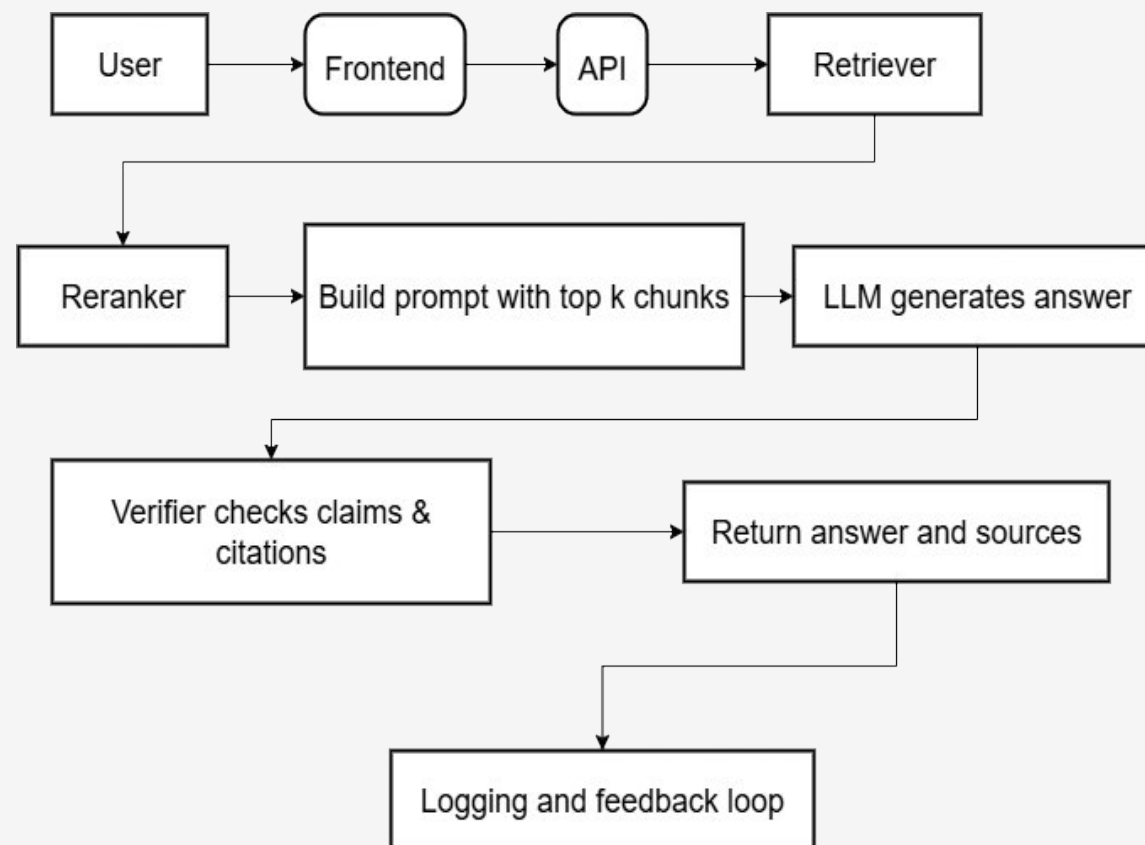 User
Frontend
API
Retriever
Reranker
Build prompt with top k chunks
LLM generates answer
Verifier checks claims &
citations
Return answer and sources
Logging and feedback loop